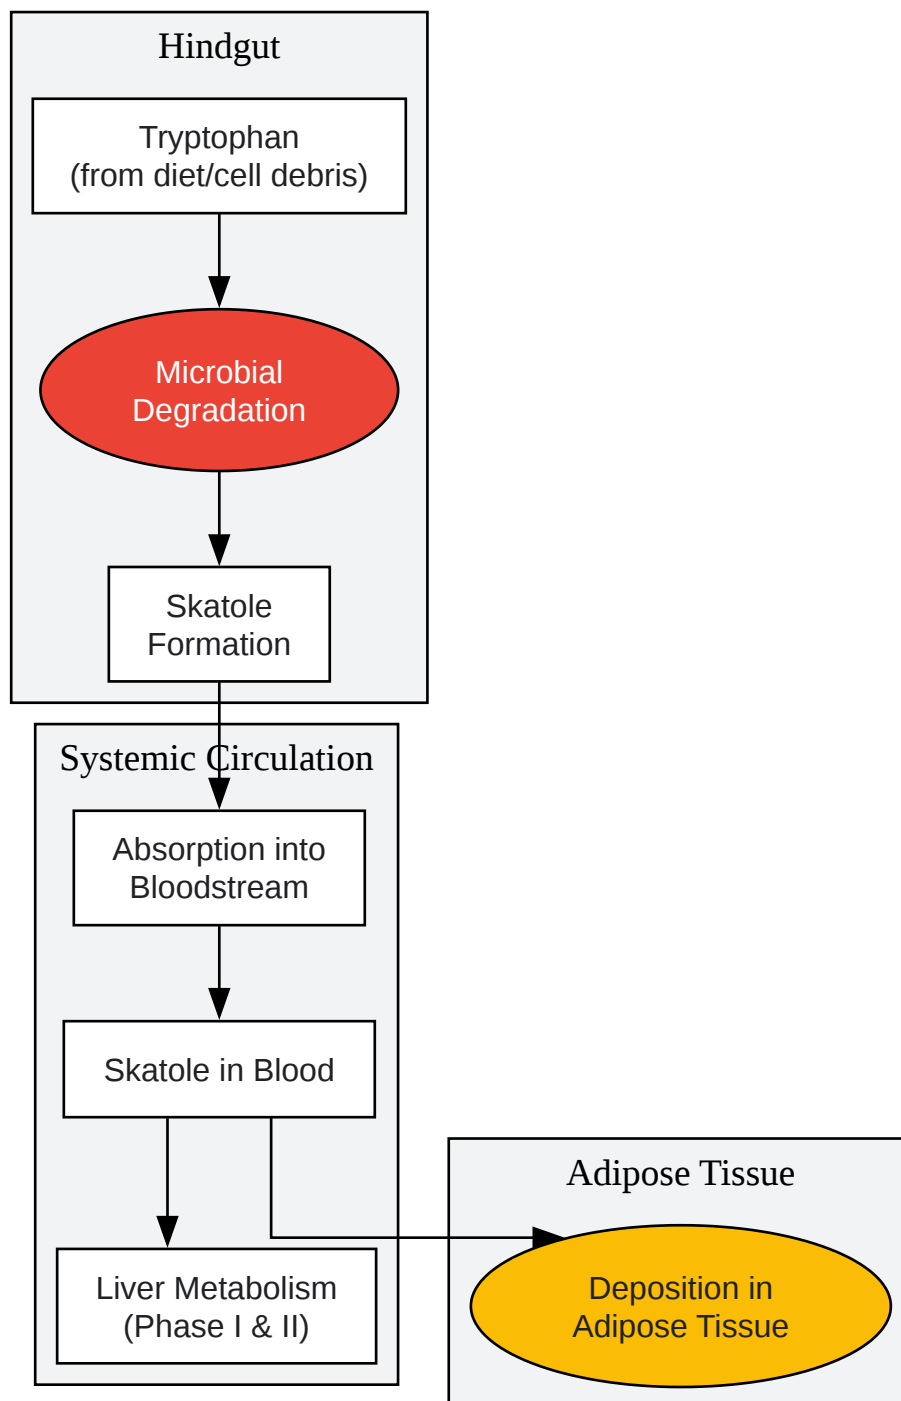 Hindgut
Tryptophan
(from diet/cell debris)
Microbial
Degradation
Skatole
Formation
Systemic Circulation
Absorption into
Bloodstream
Skatole in Blood
Liver Metabolism
(Phase I & II)
Adipose Tissue
Deposition in
Adipose Tissue